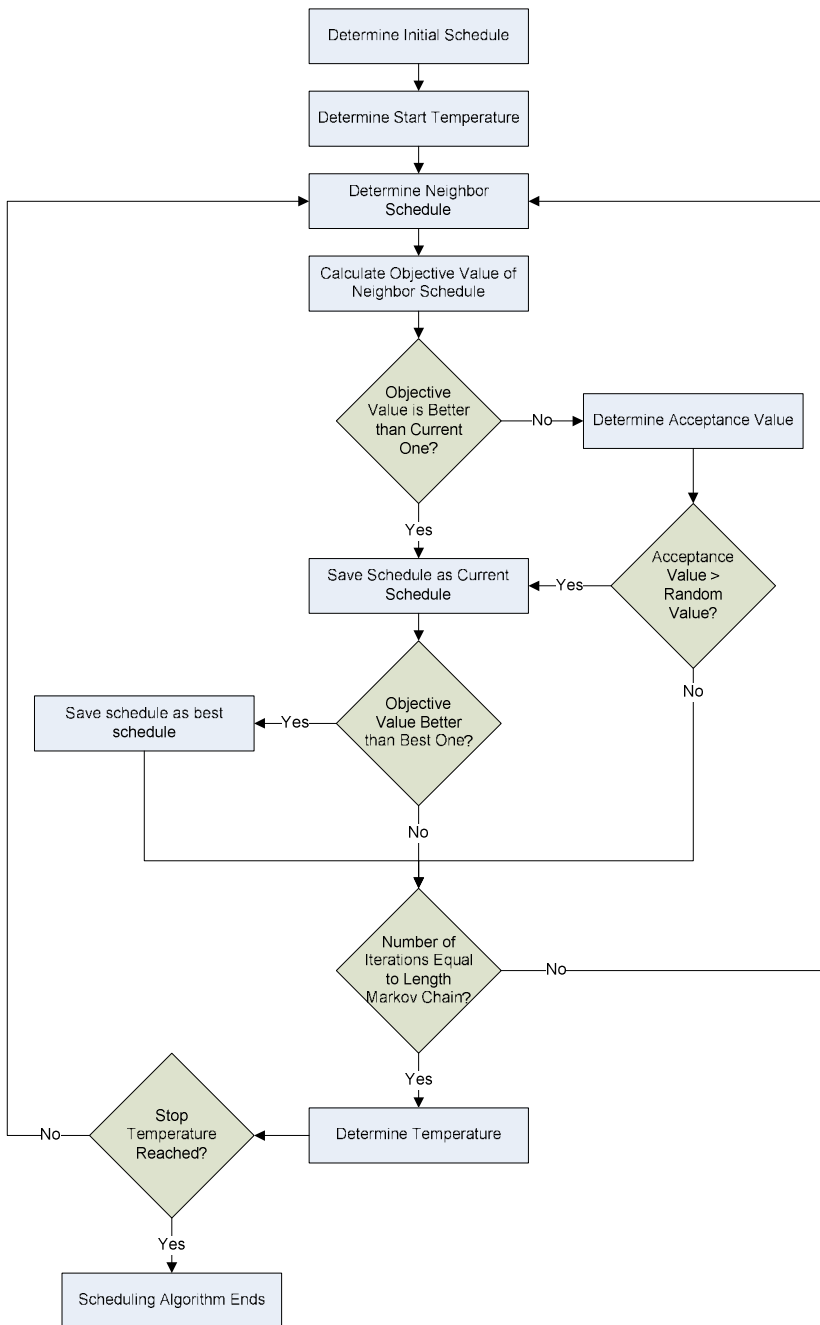 Determine Initial Schedule
Determine Start Temperature
Determine Neighbor
Schedule
Calculate Objective Value of
Neighbor Schedule
Objective
Value is Better
than Current
One?
No
Determine Acceptance Value
Yes
Acceptance
Value >
Random
Value?
Yes
Save Schedule as Current
Schedule
No
Objective
Value Better
than Best One?
Yes
Save schedule as best
schedule
No
Number of
Iterations Equal
to Length
Markov Chain?
No
Yes
Determine Temperature
Stop
Temperature
Reached?
No
Yes
Scheduling Algorithm Ends